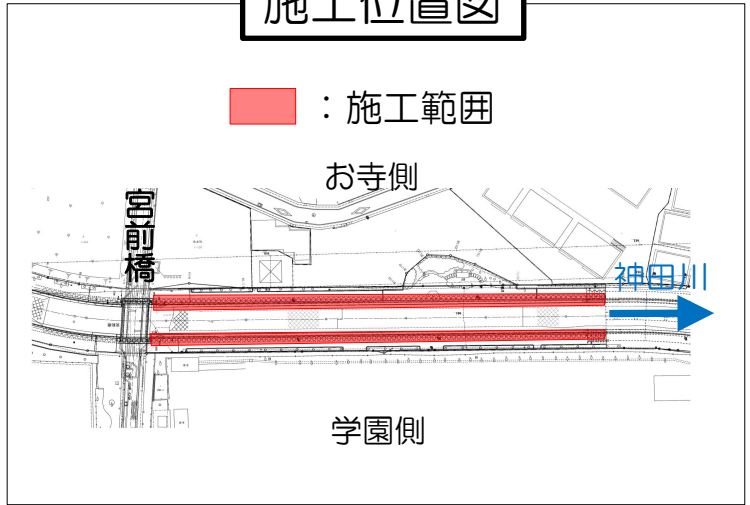 施工位置図
：施工範囲
お寺側
宮前橋
神田川
学園側